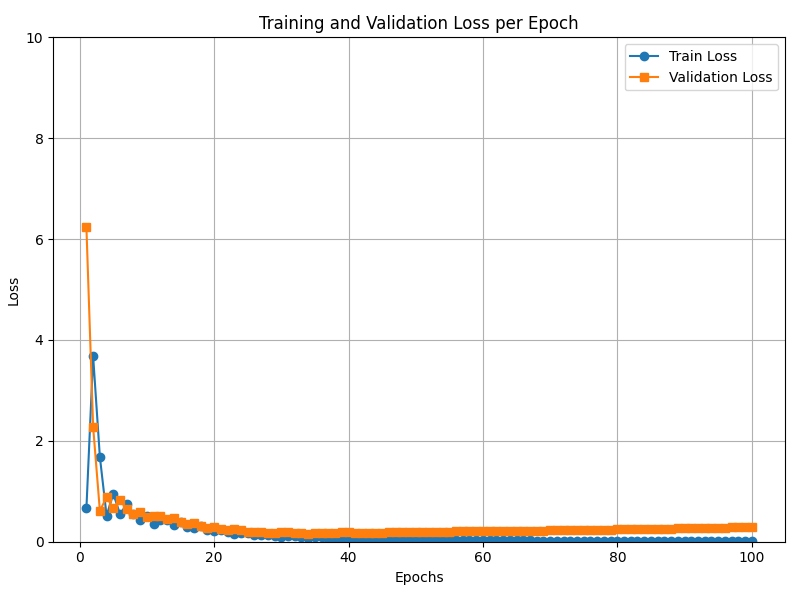 Training and Validation Loss per Epoch
Train Loss
Validation Loss
10
8
6
4
2
0
Loss
0 20 40 60 80 100
Epochs